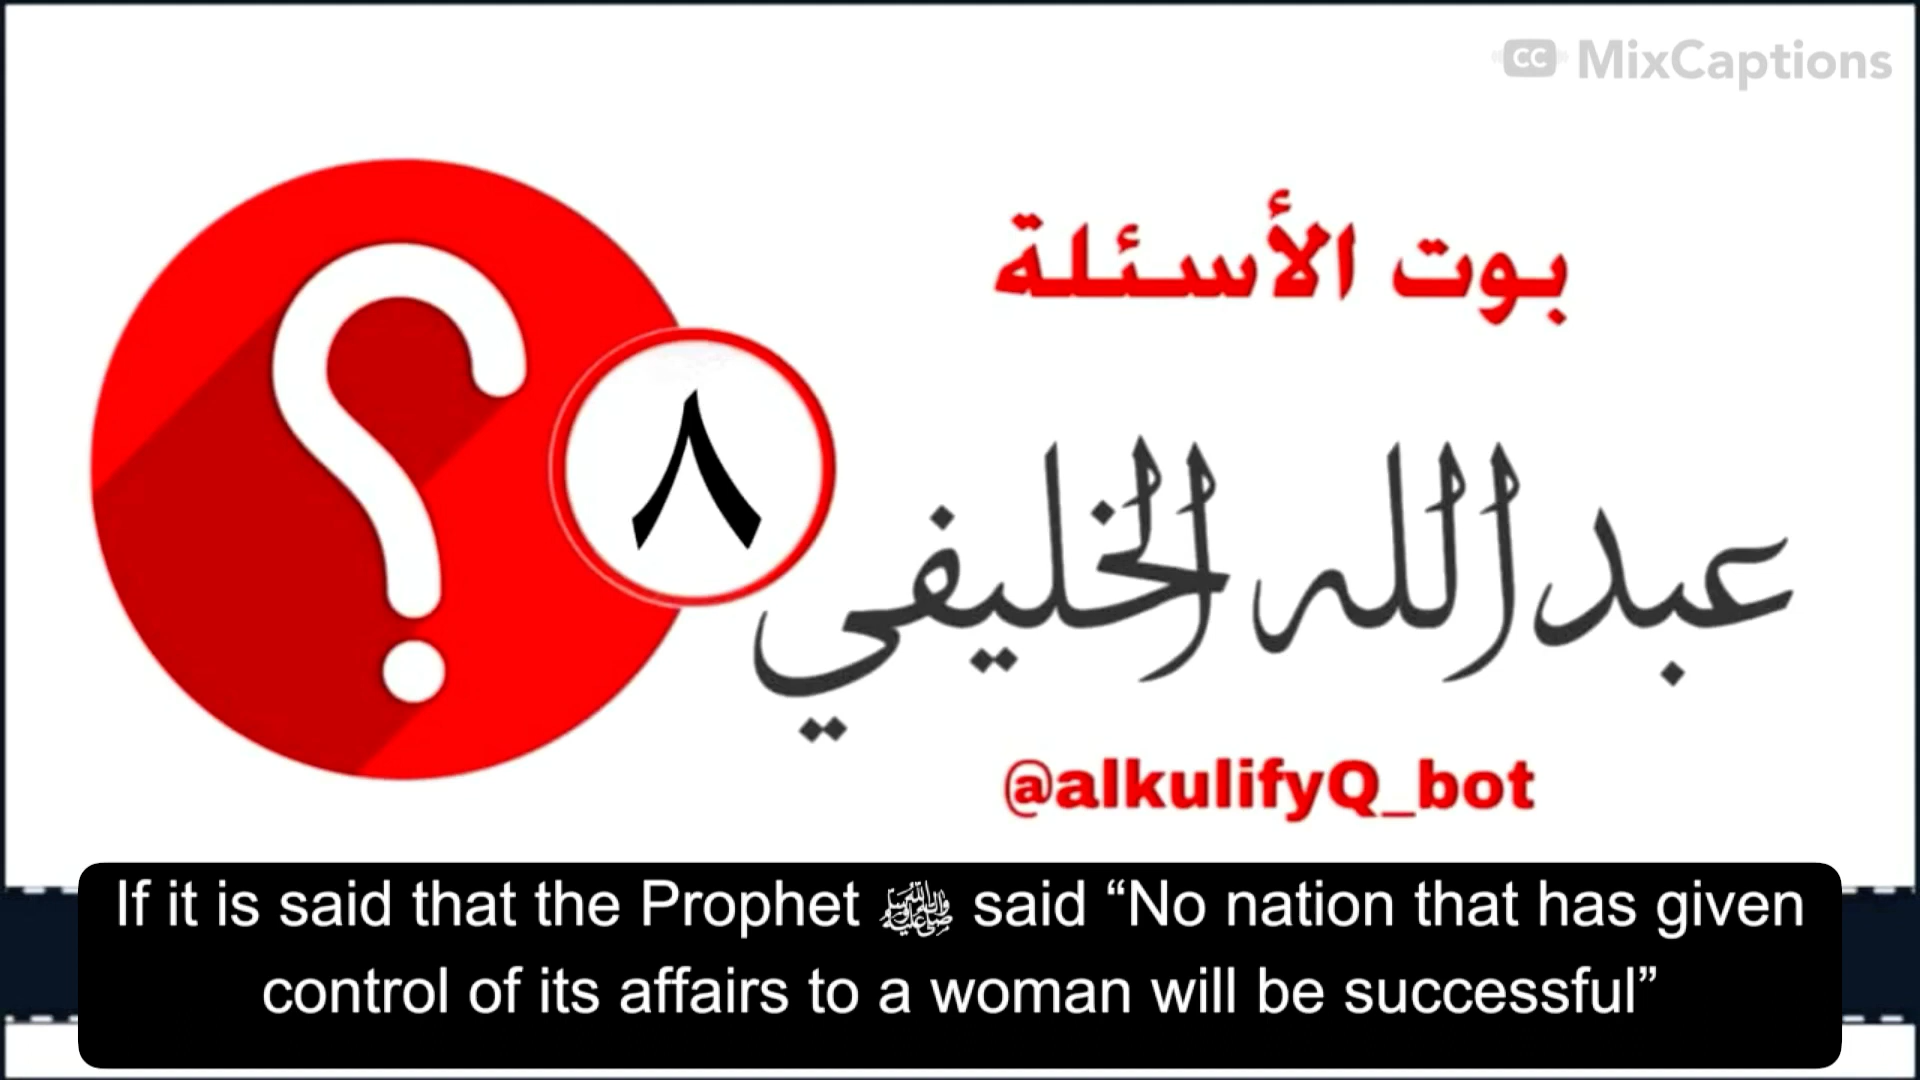 CC MixCaptions
بوت الأسئلة
٨
عبدالله الخليفي
@alkulifyQ_bot
If it is said that the Prophet ﷺ said “No nation that has given
control of its affairs to a woman will be successful”